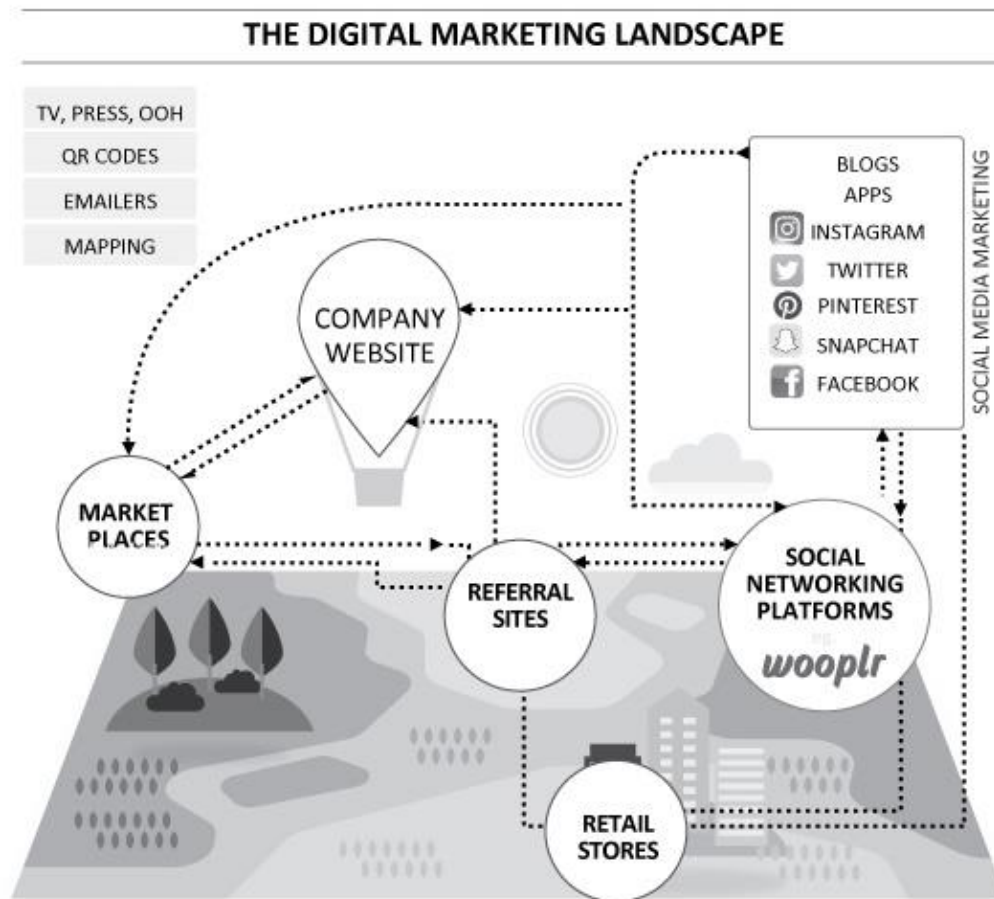 THE DIGITAL MARKETING LANDSCAPE
TV, PRESS, OOH
QR CODES
EMAILERS
MAPPING
BLOGS
APPS
INSTAGRAM
TWITTER
PINTEREST
SNAPCHAT
FACEBOOK
SOCIAL MEDIA MARKETING
COMPANY
WEBSITE
MARKET
PLACES
REFERRAL
SITES
SOCIAL
NETWORKING
PLATFORMS
wooplr
RETAIL
STORES